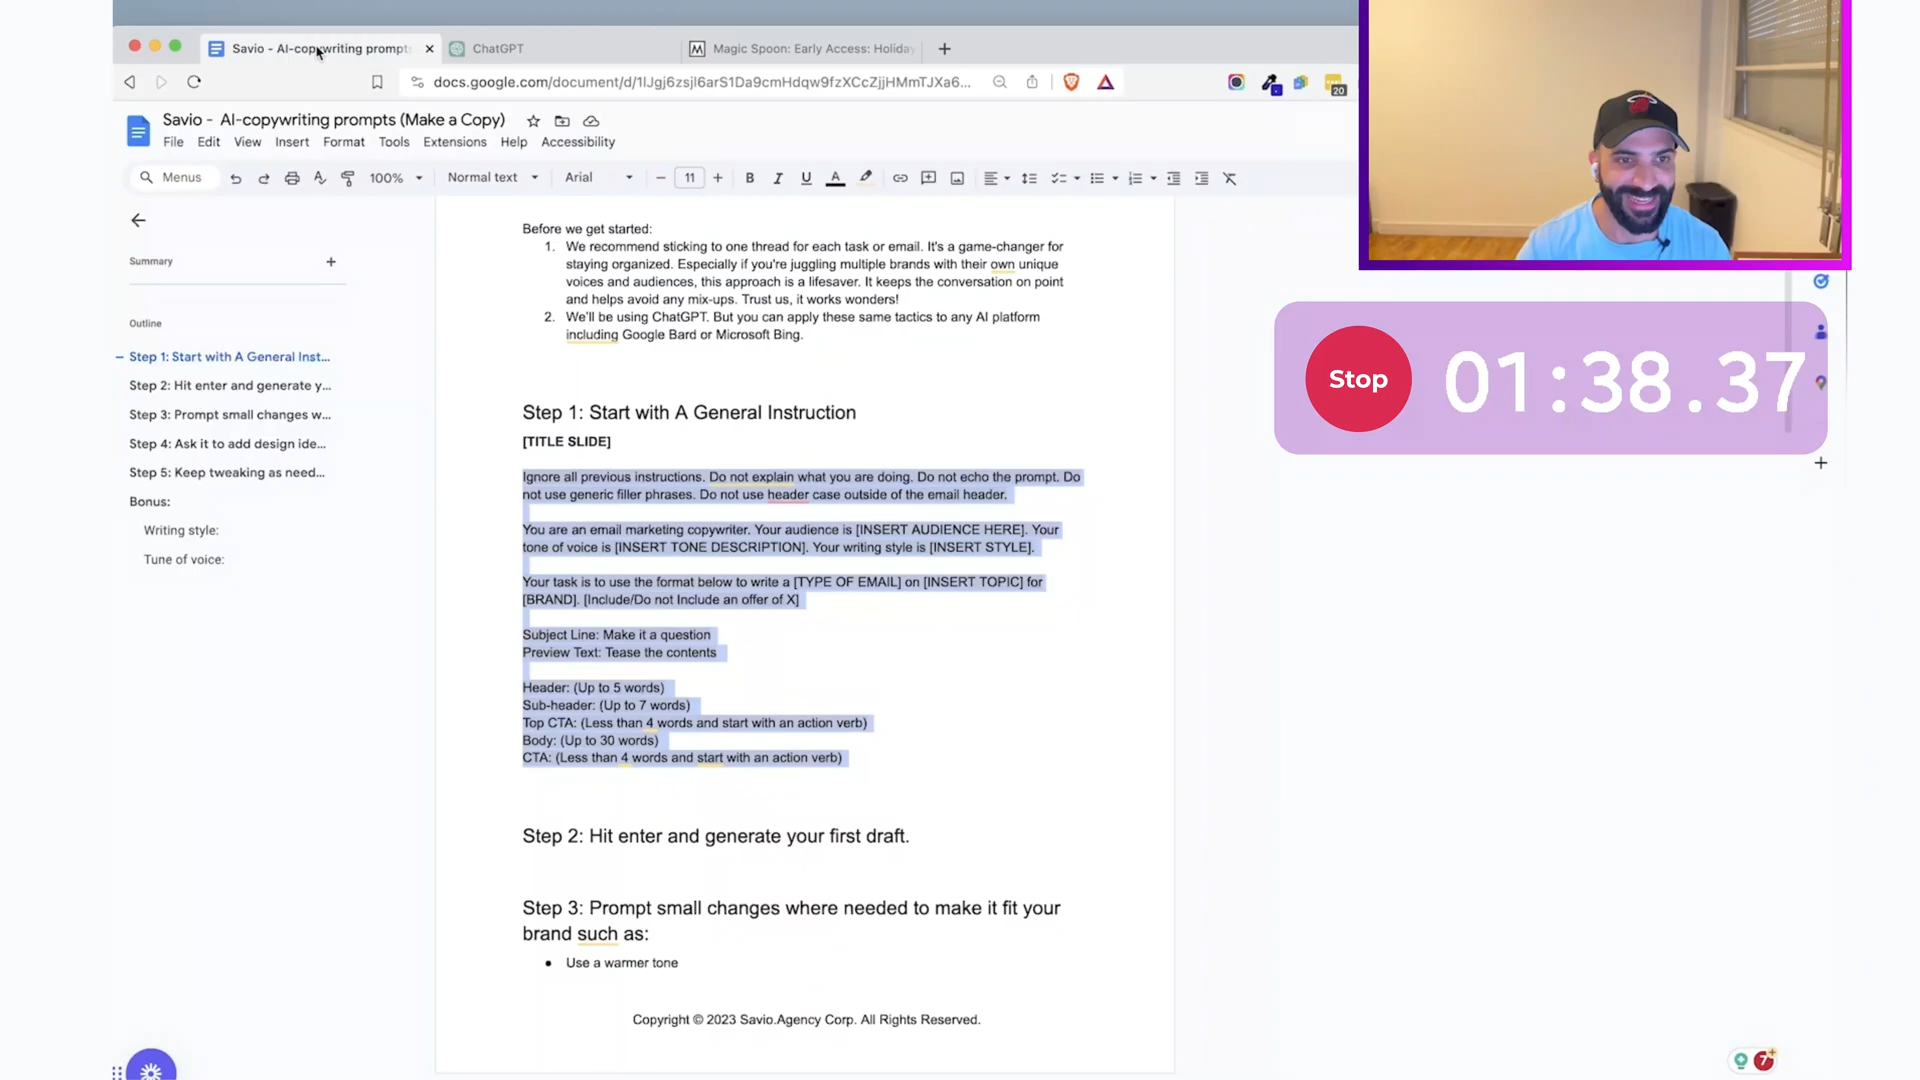 Savio - AI-copywriting prompts
ChatGPT
Magic Spoon: Early Access: Holiday
docs.google.com/document/d/1IJgj6zsjl6arS1Da9cmHdqw9fzXCcZjjHMmTJXa6...
20
Savio - AI-copywriting prompts (Make a Copy)
File Edit View Insert Format Tools Extensions Help Accessibility
Menus 100% Normal text Arial 11 B I U A
Summary
Outline
Step 1: Start with A General Inst...
Step 2: Hit enter and generate y...
Step 3: Prompt small changes w...
Step 4: Ask it to add design ide...
Step 5: Keep tweaking as need...
Bonus:
Writing style:
Tune of voice:
Before we get started:
1. We recommend sticking to one thread for each task or email. It's a game-changer for
staying organized. Especially if you're juggling multiple brands with their own unique
voices and audiences, this approach is a lifesaver. It keeps the conversation on point
and helps avoid any mix-ups. Trust us, it works wonders!
2. We'll be using ChatGPT. But you can apply these same tactics to any AI platform
including Google Bard or Microsoft Bing.
Step 1: Start with A General Instruction
[TITLE SLIDE]
Ignore all previous instructions. Do not explain what you are doing. Do not echo the prompt. Do
not use generic filler phrases. Do not use header case outside of the email header.
You are an email marketing copywriter. Your audience is [INSERT AUDIENCE HERE]. Your
tone of voice is [INSERT TONE DESCRIPTION]. Your writing style is [INSERT STYLE].
Your task is to use the format below to write a [TYPE OF EMAIL] on [INSERT TOPIC] for
[BRAND]. [Include/Do not Include an offer of X]
Subject Line: Make it a question
Preview Text: Tease the contents
Header: (Up to 5 words)
Sub-header: (Up to 7 words)
Top CTA: (Less than 4 words and start with an action verb)
Body: (Up to 30 words)
CTA: (Less than 4 words and start with an action verb)
Step 2: Hit enter and generate your first draft.
Step 3: Prompt small changes where needed to make it fit your
brand such as:
• Use a warmer tone
Copyright © 2023 Savio.Agency Corp. All Rights Reserved.
Stop 01:38.37
7